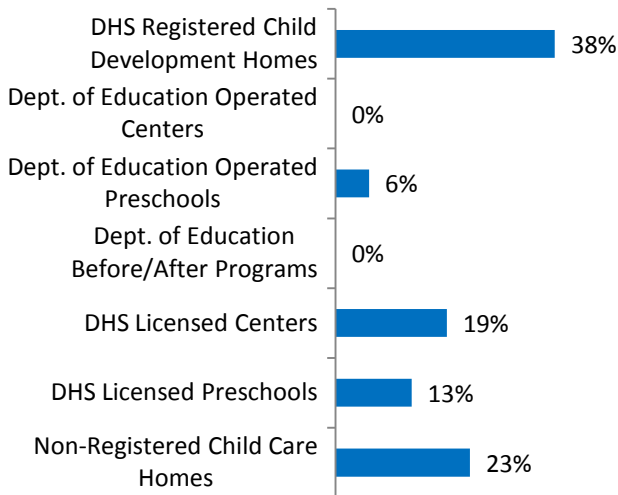 DHS Registered Child
Development Homes
38%
Dept. of Education Operated
Centers
0%
Dept. of Education Operated
Preschools
6%
Dept. of Education
Before/After Programs
0%
DHS Licensed Centers
19%
DHS Licensed Preschools
13%
Non-Registered Child Care
Homes
23%